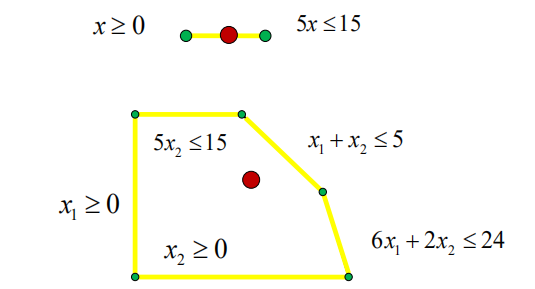 x ≥ 0
5x ≤ 15
5x₂ ≤ 15
x₁ + x₂ ≤ 5
x₁ ≥ 0
x₂ ≥ 0
6x₁ + 2x₂ ≤ 24